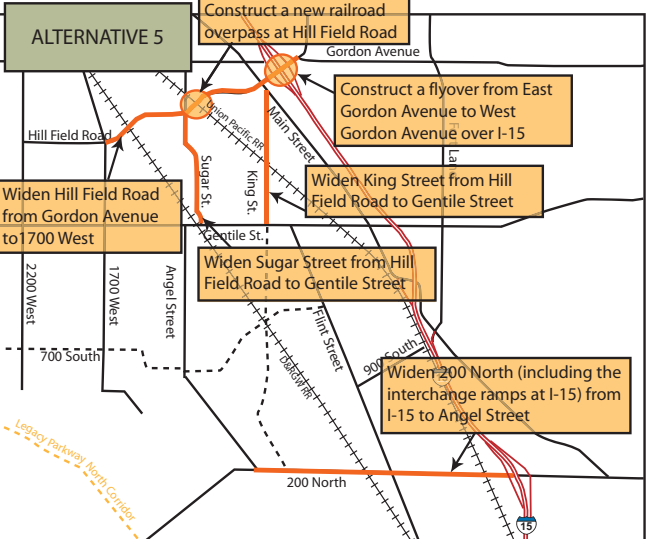 ALTERNATIVE 5
Construct a new railroad
overpass at Hill Field Road
Gordon Avenue
Construct a flyover from East
Gordon Avenue to West
Gordon Avenue over I-15
Union Pacific RR
Main Street
Hill Field Road
Sugar St.
King St.
Widen King Street from Hill
Field Road to Gentile Street
Widen Hill Field Road
from Gordon Avenue
to1700 West
Gentile St.
Widen Sugar Street from Hill
Field Road to Gentile Street
2200 West
1700 West
Angel Street
Flint Street
700 South
D&RGW RR
900 South
Widen 200 North (including the
interchange ramps at I-15) from
I-15 to Angel Street
Legacy Parkway North Corridor
200 North
15